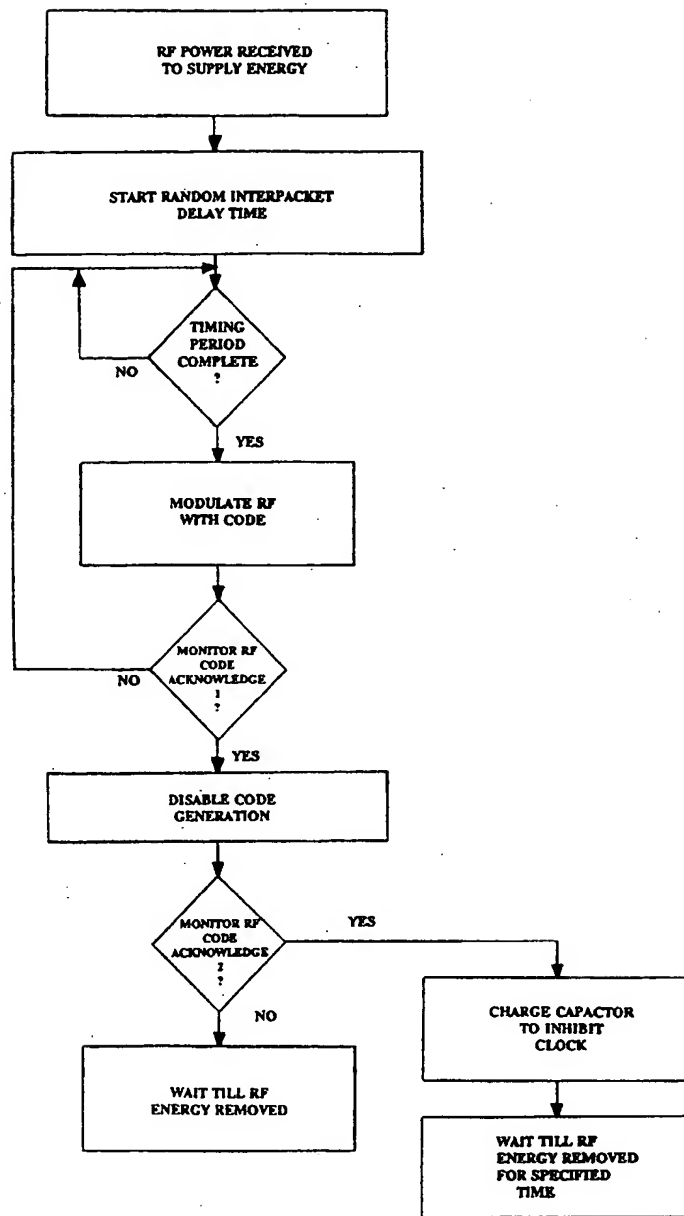 RF POWER RECEIVED
TO SUPPLY ENERGY
START RANDOM INTERPACKET
DELAY TIME
TIMING
PERIOD
COMPLETE
?
NO
YES
MODULATE RF
WITH CODE
MONITOR RF
CODE
ACKNOWLEDGE
1
?
NO
YES
DISABLE CODE
GENERATION
MONITOR RF
CODE
ACKNOWLEDGE
2
?
YES
NO
CHARGE CAPACTOR
TO INHIBIT
CLOCK
WAIT TILL RF
ENERGY REMOVED
WAIT TILL RF
ENERGY REMOVED
FOR SPECIFIED
TIME